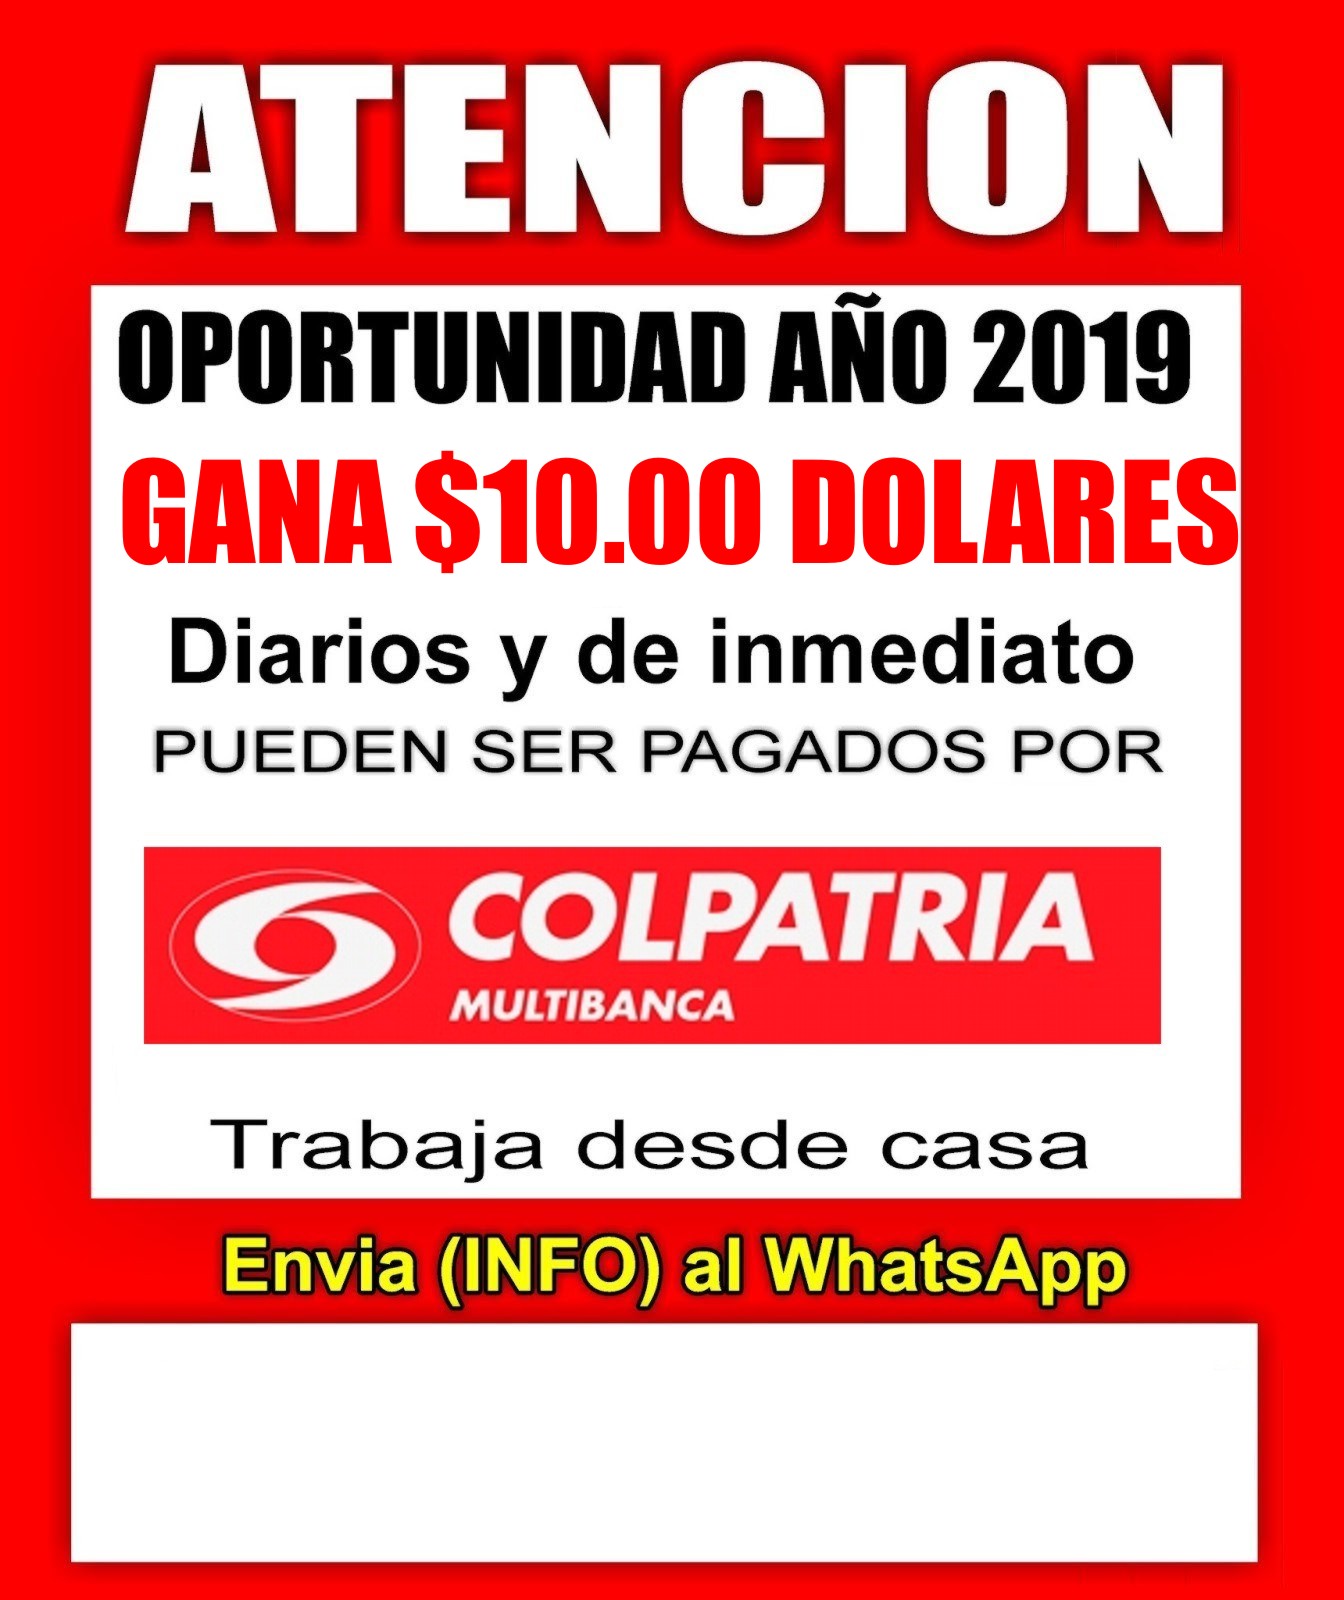 ATENCION
OPORTUNIDAD AÑO 2019
GANA $10.00 DOLARES
Diarios y de inmediato
PUEDEN SER PAGADOS POR
COLPATRIA
MULTIBANCA
Trabaja desde casa
Envia (INFO) al WhatsApp